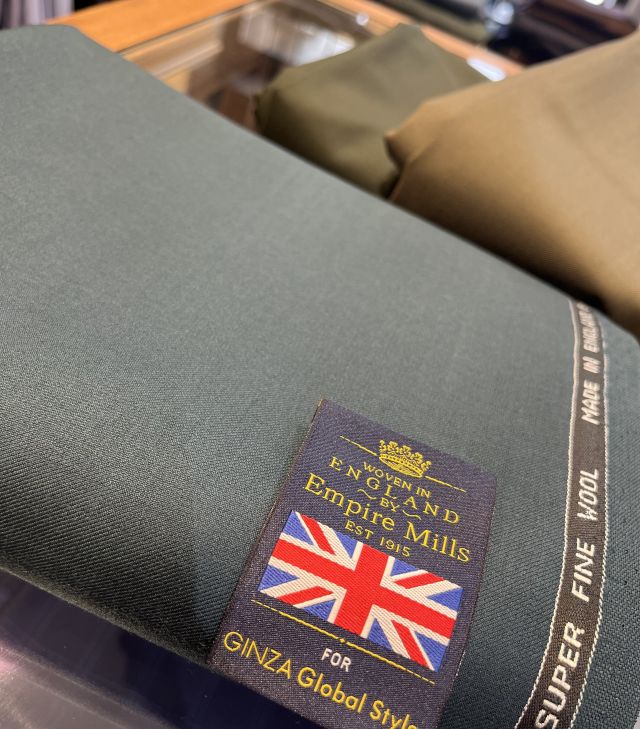 WOVEN IN
ENGLAND
BY
Empire Mills
EST 1915
FOR
GINZA Global Style
SUPER FINE WOOL MADE IN ENGLAND